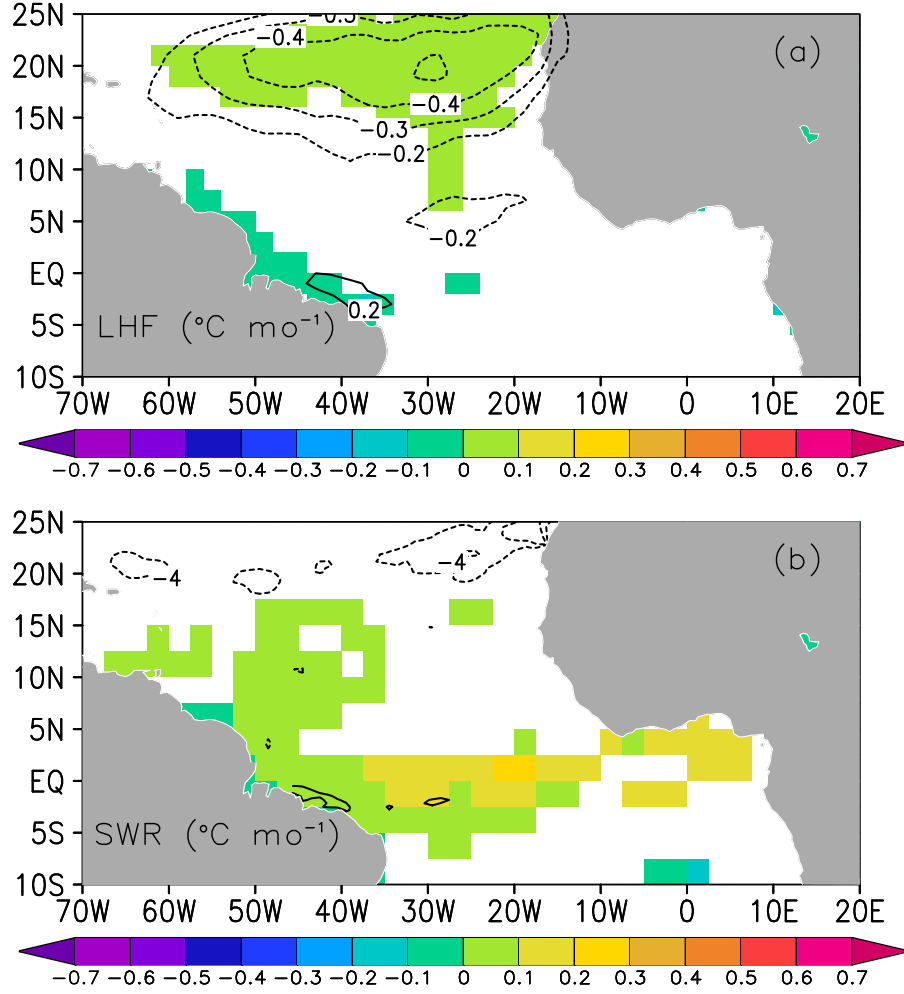 25N
−0.3
−0.4
(a)
20N
−0.4
15N
−0.3
−0.2
10N
5N
−0.2
EQ
0.2
5S
LHF (°C mo⁻¹)
10S
70W 60W 50W 40W 30W 20W 10W 0 10E 20E
−0.7 −0.6 −0.5 −0.4 −0.3 −0.2 −0.1 0 0.1 0.2 0.3 0.4 0.5 0.6 0.7
25N
(b)
−4
20N
−4
15N
10N
5N
EQ
5S
SWR (°C mo⁻¹)
10S
70W 60W 50W 40W 30W 20W 10W 0 10E 20E
−0.7 −0.6 −0.5 −0.4 −0.3 −0.2 −0.1 0 0.1 0.2 0.3 0.4 0.5 0.6 0.7